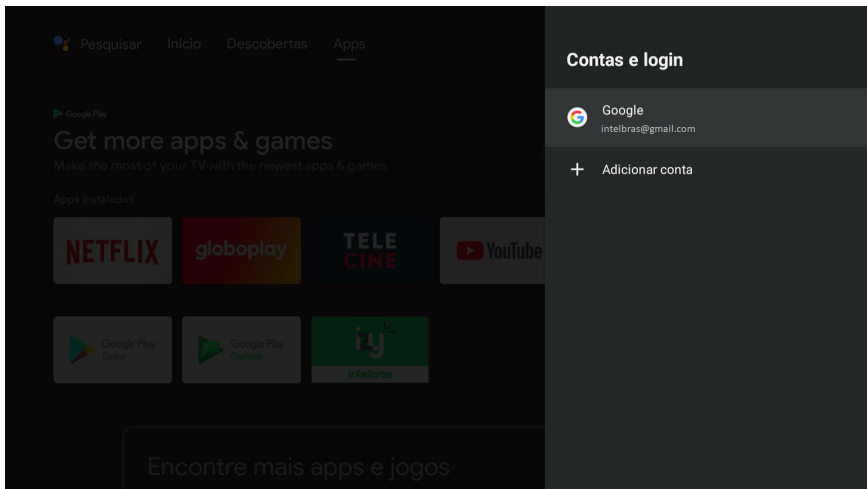 Pesquisar Início Descobertas Apps
Google Play
Get more apps & games
Make the most of your TV with the newest apps & games
Apps instalados
NETFLIX
globoplay
TELE
CINE
YouTube
Google Play
Store
Google Play
Games
izy
intelbras
Encontre mais apps e jogos
Contas e login
Google
intelbras@gmail.com
Adicionar conta